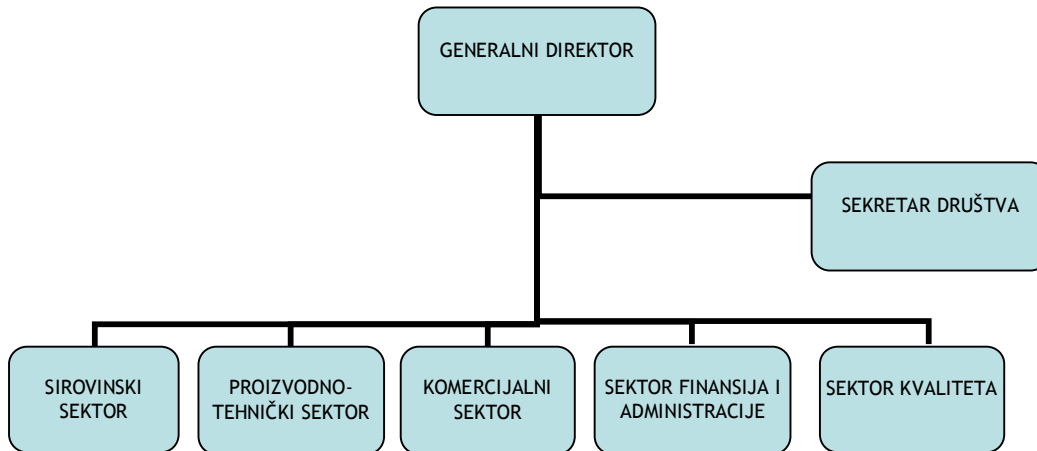 GENERALNI DIREKTOR
SEKRETAR DRUŠTVA
SIROVINSKI
SEKTOR
PROIZVODNO-
TEHNIČKI SEKTOR
KOMERCIJALNI
SEKTOR
SEKTOR FINANSIJA I
ADMINISTRACIJE
SEKTOR KVALITETA